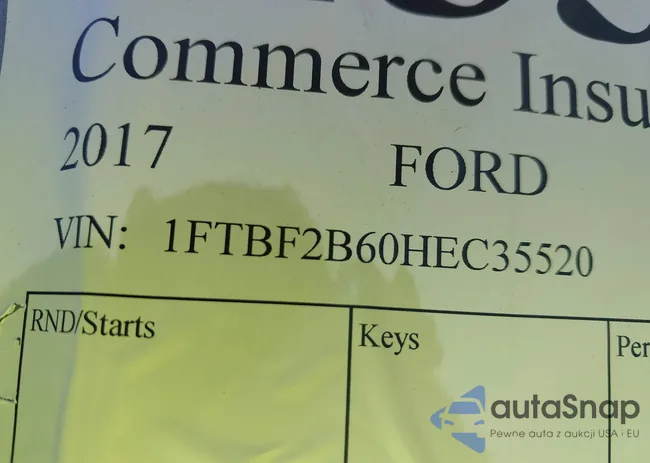 Commerce Insu
2017 FORD
VIN: 1FTBF2B60HEC35520
RND/Starts Keys Per
autaSnap
Pewne auta z aukcji USA i EU